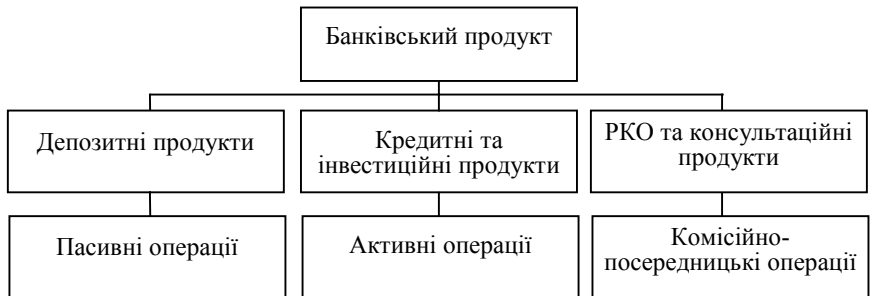 Банківський продукт
Депозитні продукти
Кредитні та
інвестиційні продукти
РКО та консультаційні
продукти
Пасивні операції
Активні операції
Комісійно-
посередницькі операції